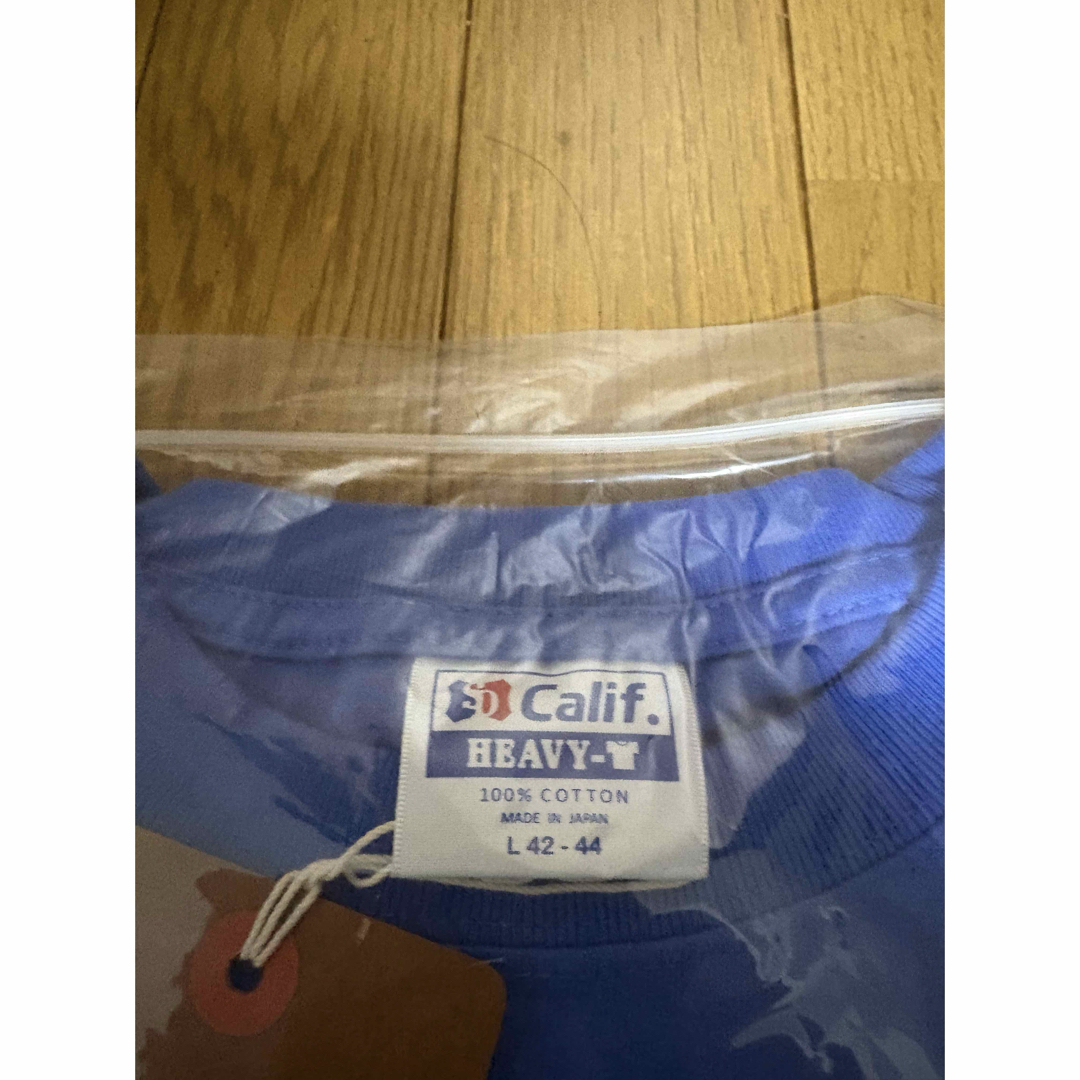 SD Calif.
HEAVY-
100% COTTON
MADE IN JAPAN
L 42 - 44